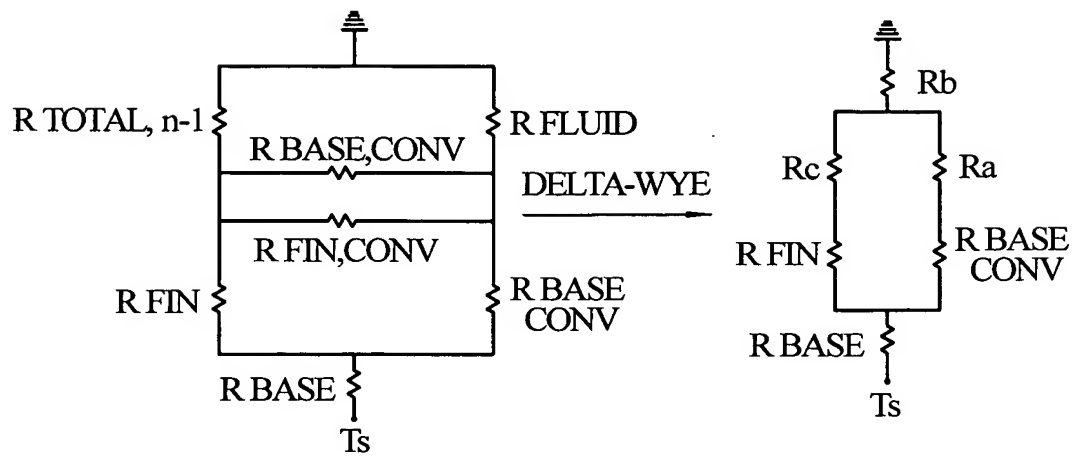 R TOTAL, n-1
R FLUID
R BASE,CONV
R FIN,CONV
R FIN
R BASE
CONV
R BASE
Ts
DELTA-WYE
Rb
Rc
Ra
R FIN
R BASE
CONV
R BASE
Ts